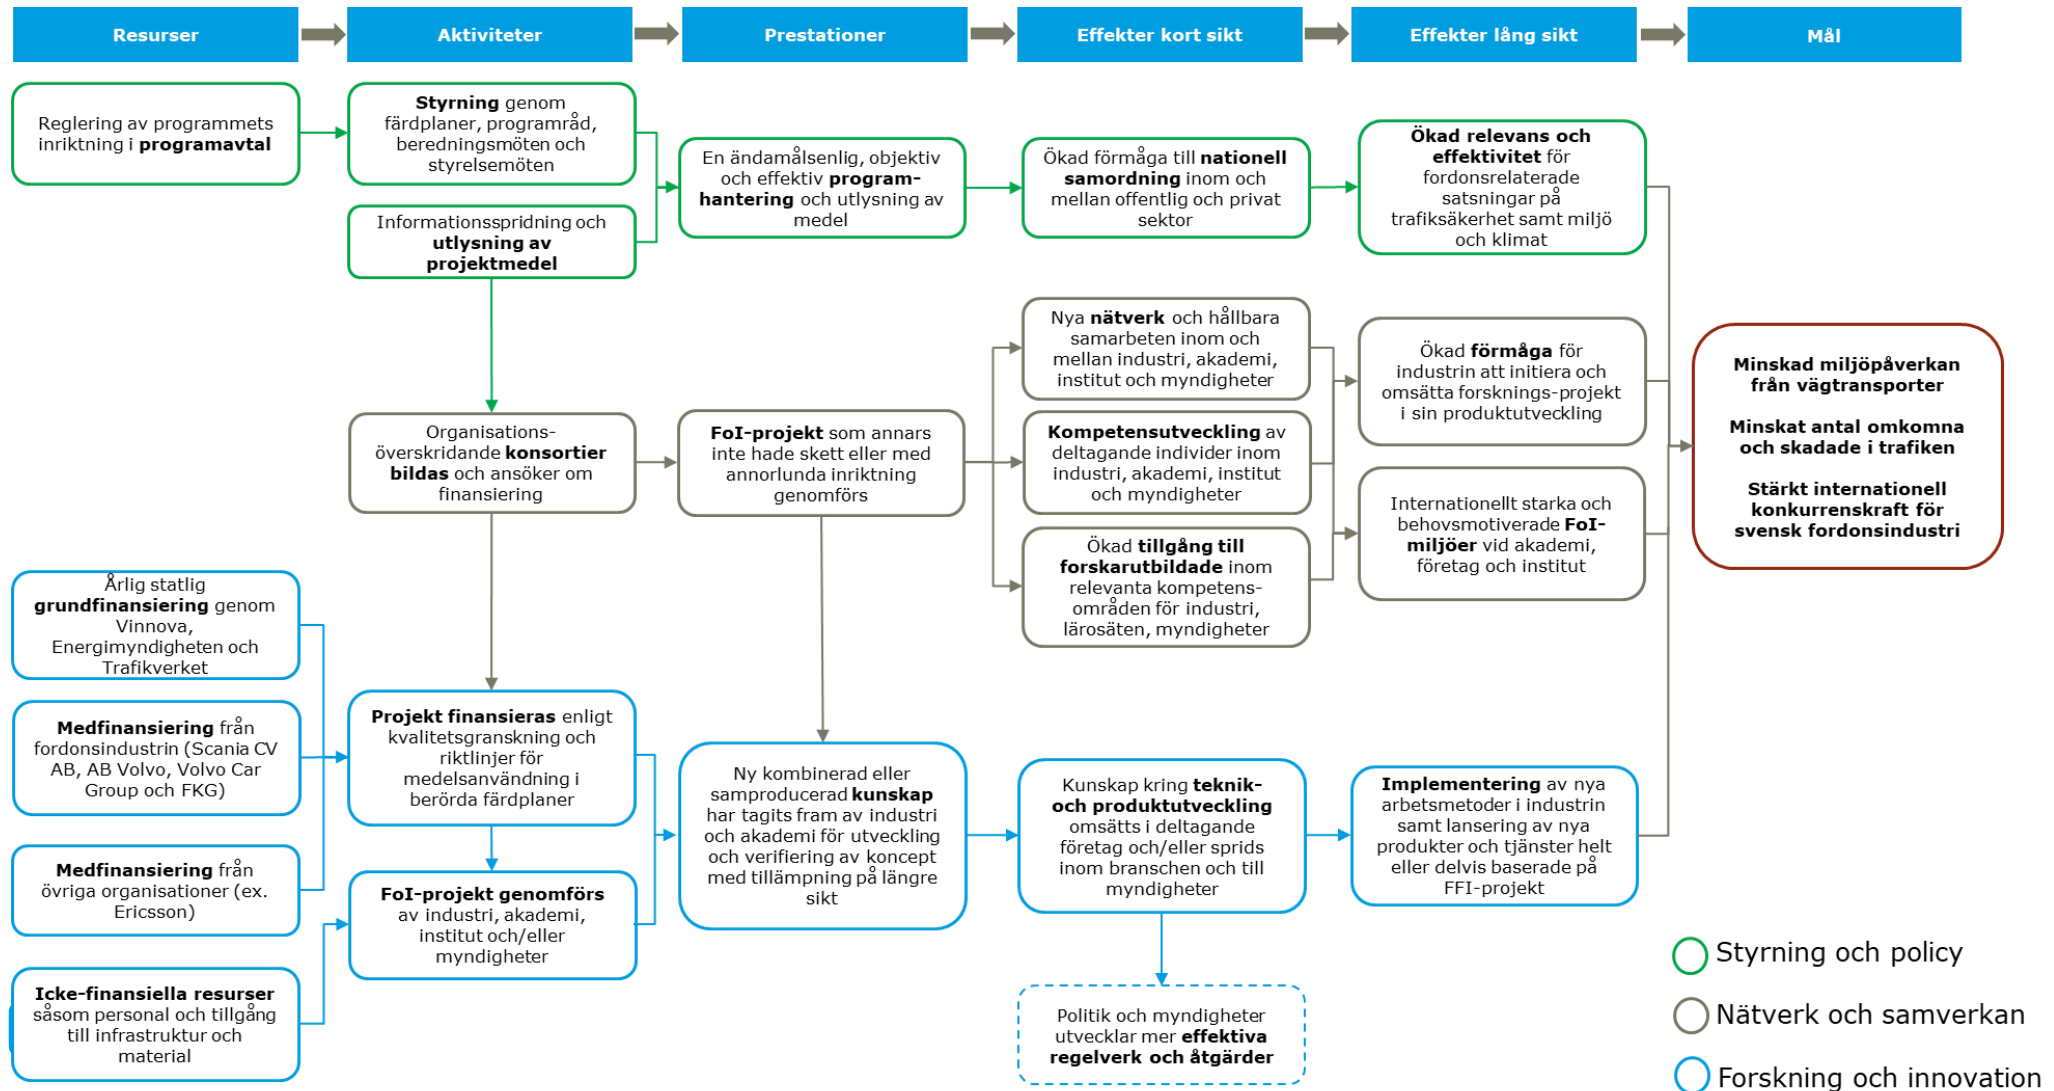 Resurser
Aktiviteter
Prestationer
Effekter kort sikt
Effekter lång sikt
Mål
Reglering av programmets
inriktning i programavtal
Styrning genom
färdplaner, programråd,
beredningsmöten och
styrelsemöten
Informationsspridning och
utlysning av
projektmedel
En ändamålsenlig, objektiv
och effektiv program-
hantering och utlysning av
medel
Ökad förmåga till nationell
samordning inom och
mellan offentlig och privat
sektor
Ökad relevans och
effektivitet för
fordonsrelaterade
satsningar på
trafiksäkerhet samt miljö
och klimat
Organisations-
överskridande konsortier
bildas och ansöker om
finansiering
FoI-projekt som annars
inte hade skett eller med
annorlunda inriktning
genomförs
Nya nätverk och hållbara
samarbeten inom och
mellan industri, akademi,
institut och myndigheter
Kompetensutveckling av
deltagande individer inom
industri, akademi, institut
och myndigheter
Ökad tillgång till
forskarutbildade inom
relevanta kompetens-
områden för industri,
lärosäten, myndigheter
Ökad förmåga för
industrin att initiera och
omsätta forsknings-projekt
i sin produktutveckling
Internationellt starka och
behovsmotiverade FoI-
miljöer vid akademi,
företag och institut
Minskad miljöpåverkan
från vägtransporter
Minskat antal omkomna
och skadade i trafiken
Stärkt internationell
konkurrenskraft för
svensk fordonsindustri
Årlig statlig
grundfinansiering genom
Vinnova,
Energimyndigheten och
Trafikverket
Medfinansiering från
fordonsindustrin (Scania CV
AB, AB Volvo, Volvo Car
Group och FKG)
Medfinansiering från
övriga organisationer (ex.
Ericsson)
Icke-finansiella resurser
såsom personal och tillgång
till infrastruktur och
material
Projekt finansieras enligt
kvalitetsgranskning och
riktlinjer för
medelsanvändning i
berörda färdplaner
FoI-projekt genomförs
av industri, akademi,
institut och/eller
myndigheter
Ny kombinerad eller
samproducerad kunskap
har tagits fram av industri
och akademi för utveckling
och verifiering av koncept
med tillämpning på längre
sikt
Kunskap kring teknik-
och produktutveckling
omsätts i deltagande
företag och/eller sprids
inom branschen och till
myndigheter
Implementering av nya
arbetsmetoder i industrin
samt lansering av nya
produkter och tjänster helt
eller delvis baserade på
FFI-projekt
Politik och myndigheter
utvecklar mer effektiva
regelverk och åtgärder
Styrning och policy
Nätverk och samverkan
Forskning och innovation